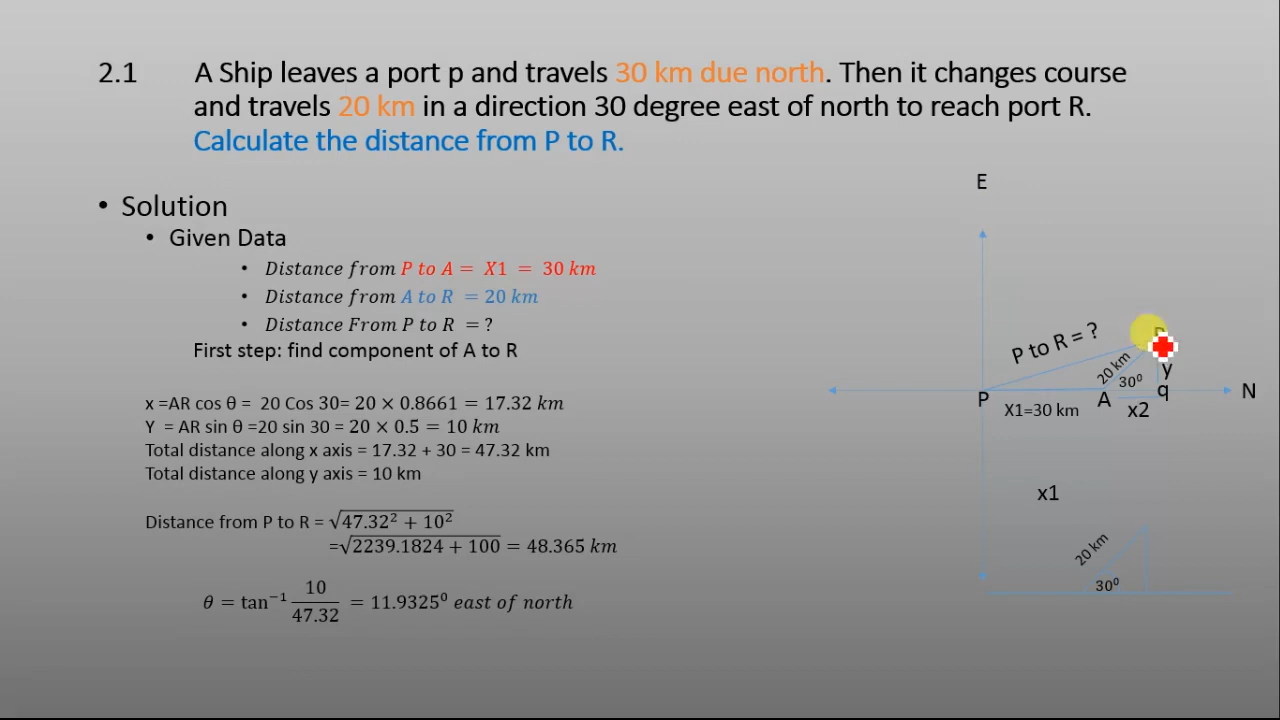 2.1 A Ship leaves a port p and travels 30 km due north. Then it changes course
and travels 20 km in a direction 30 degree east of north to reach port R.
Calculate the distance from P to R.
• Solution
• Given Data
• Distance from P to A = X1 = 30 km
• Distance from A to R = 20 km
• Distance From P to R = ?
First step: find component of A to R
x =AR cos θ = 20 Cos 30= 20 × 0.8661 = 17.32 km
Y = AR sin θ =20 sin 30 = 20 × 0.5 = 10 km
Total distance along x axis = 17.32 + 30 = 47.32 km
Total distance along y axis = 10 km
Distance from P to R = √47.32² + 10²
=√2239.1824 + 100 = 48.365 km
θ = tan⁻¹ 10/47.32 = 11.9325⁰ east of north
E
P to R = ?
20 km
30⁰
y
P
A
q
N
X1=30 km
x2
x1
20 km
30⁰